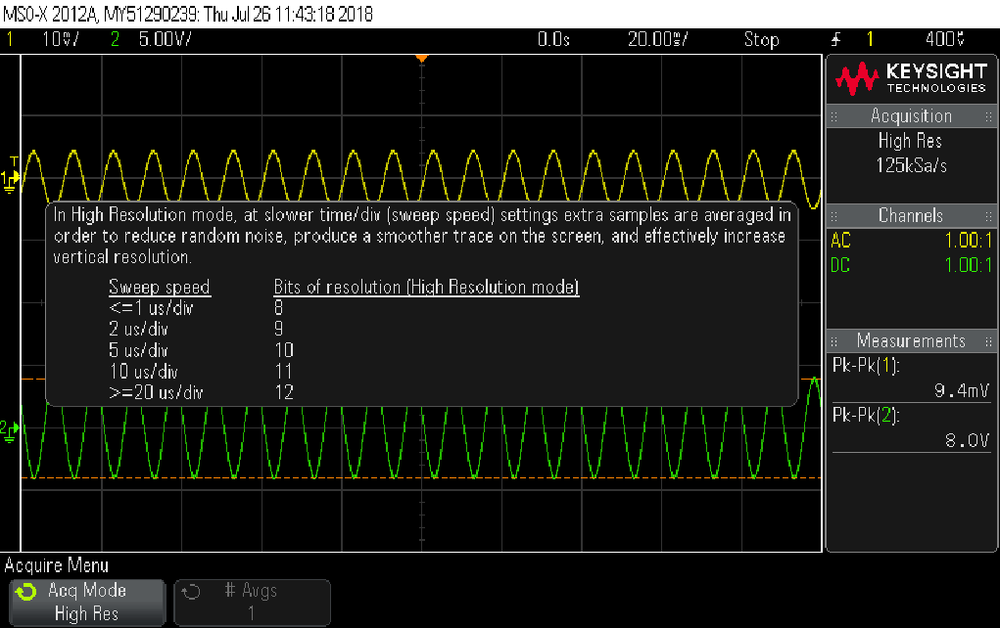 MSO-X 2012A, MY51290239: Thu Jul 26 11:43:18 2018
1 10mV/ 2 5.00V/ 0.0s 20.00ms/ Stop 1 400uV
KEYSIGHT
TECHNOLOGIES
Acquisition
High Res
125kSa/s
Channels
AC 1.00:1
DC 1.00:1
Measurements
Pk-Pk(1):
9.4mV
Pk-Pk(2):
8.0V
T
1
2
In High Resolution mode, at slower time/div (sweep speed) settings extra samples are averaged in
order to reduce random noise, produce a smoother trace on the screen, and effectively increase
vertical resolution.
Sweep speed Bits of resolution (High Resolution mode)
<=1 us/div 8
2 us/div 9
5 us/div 10
10 us/div 11
>=20 us/div 12
Acquire Menu
Acq Mode
High Res
# Avgs
1